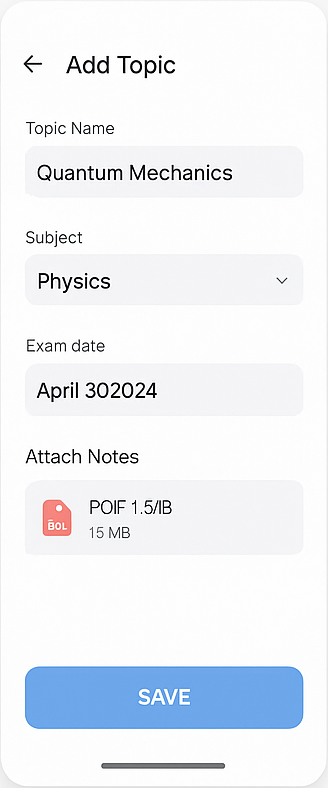 Add Topic
Topic Name
Quantum Mechanics
Subject
Physics
Exam date
April 302024
Attach Notes
POIF 1.5/IB
BOL
15 MB
SAVE